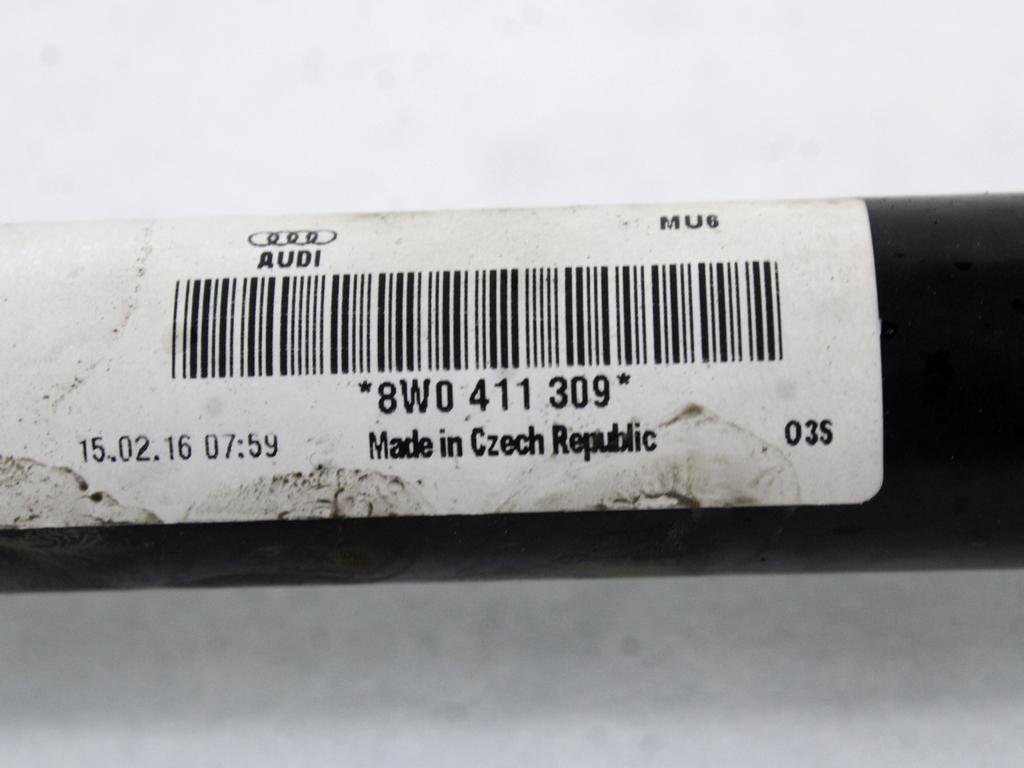 MU6
AUDI
*8W0 411 309*
15.02.16 07:59 Made in Czech Republic 03S